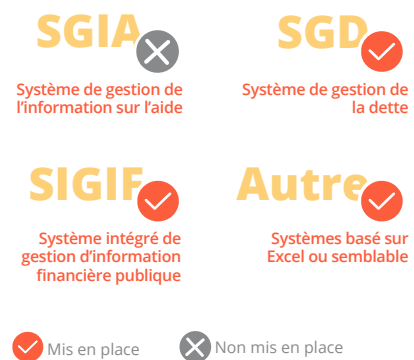 SGIA
Système de gestion de
l'information sur l'aide
SGD
Système de gestion de
la dette
SIGIF
Système intégré de
gestion d'information
financière publique
Autre
Systèmes basé sur
Excel ou semblable
Mis en place
Non mis en place